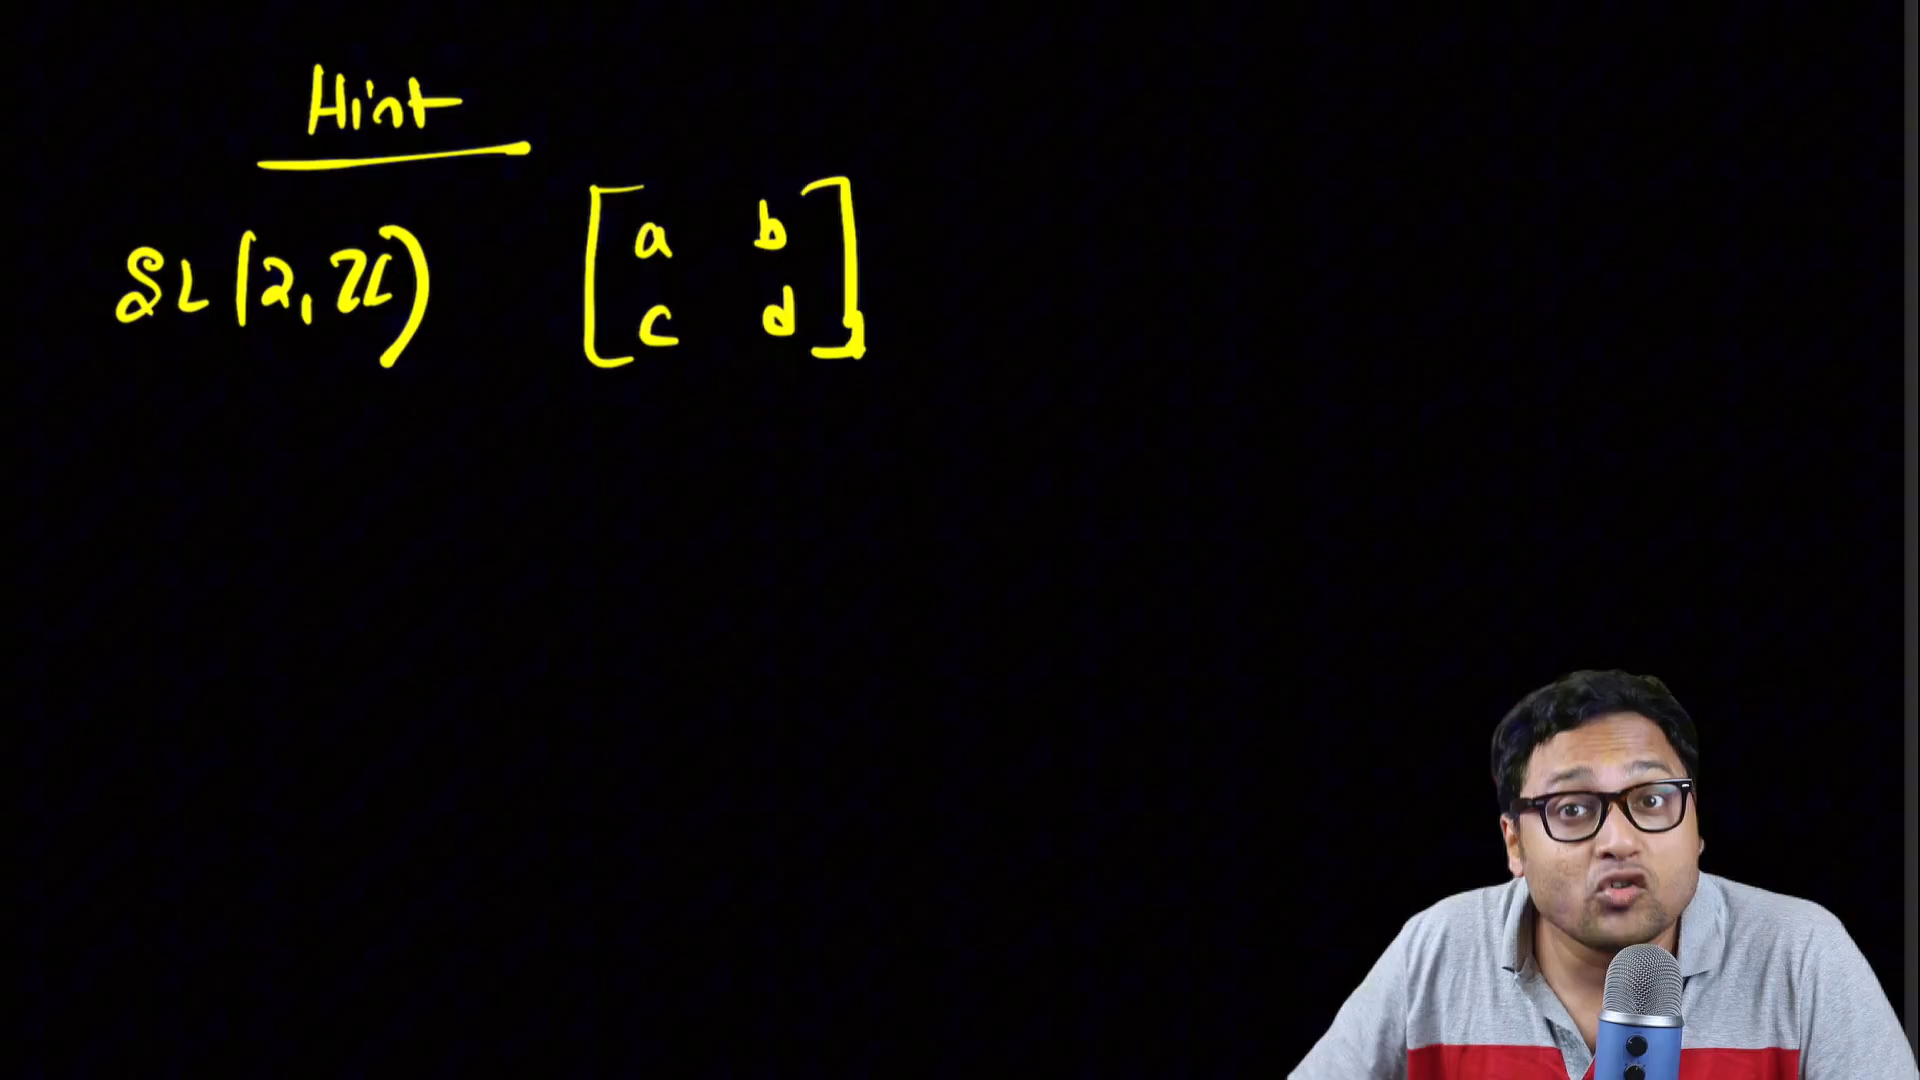 Hint
SL(2,ℤ) [a b
c d]